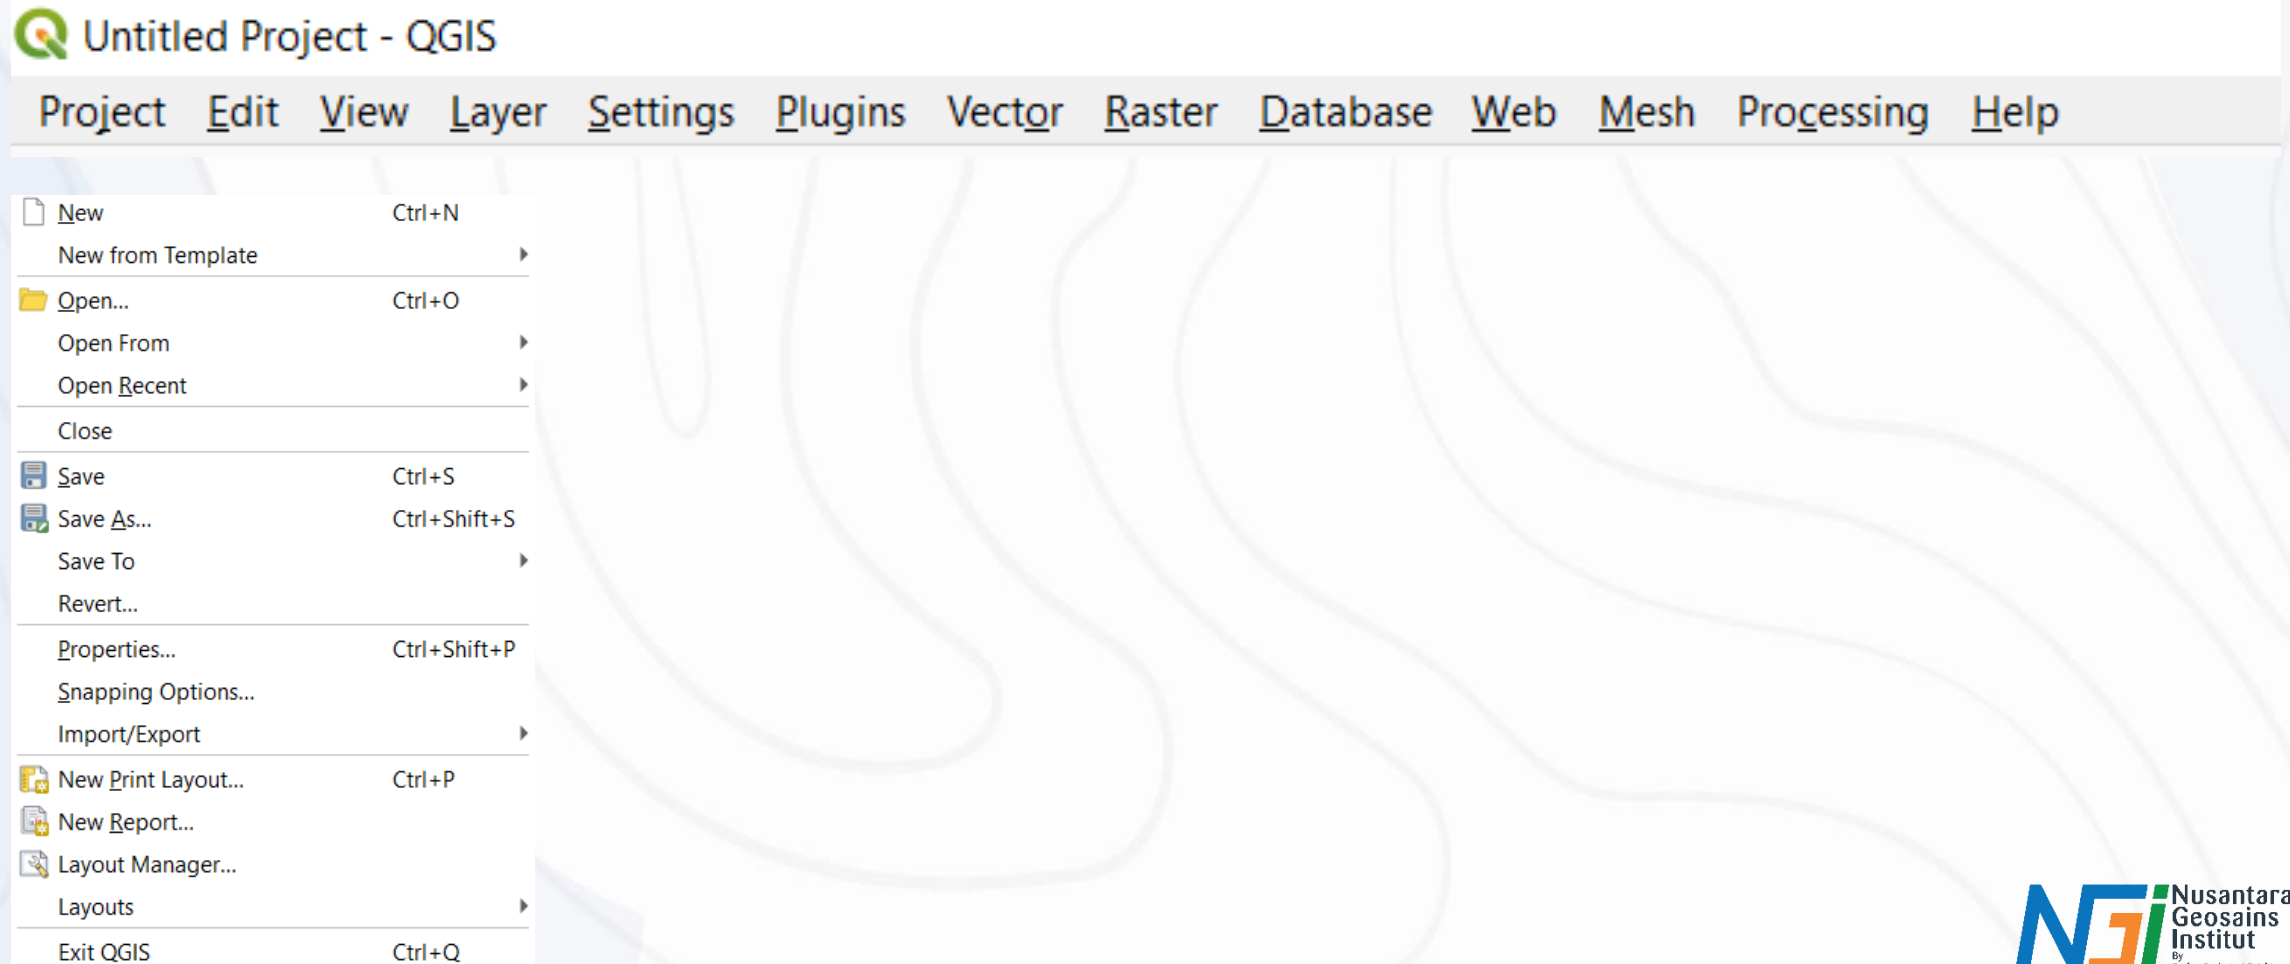 Untitled Project - QGIS
Project Edit View Layer Settings Plugins Vector Raster Database Web Mesh Processing Help
New Ctrl+N
New from Template
Open... Ctrl+O
Open From
Open Recent
Close
Save Ctrl+S
Save As... Ctrl+Shift+S
Save To
Revert...
Properties... Ctrl+Shift+P
Snapping Options...
Import/Export
New Print Layout... Ctrl+P
New Report...
Layout Manager...
Layouts
Exit QGIS Ctrl+Q
NGI
Nusantara
Geosains
Institut
By